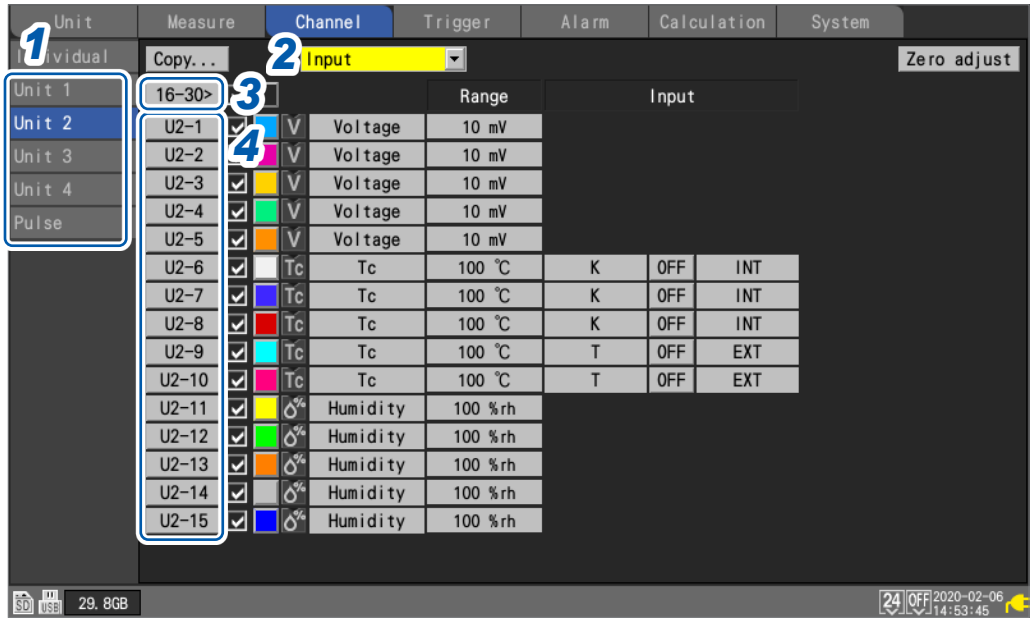 Unit Measure Channel Trigger Alarm Calculation System
1 2 3 4
Individual
Unit 1
Unit 2
Unit 3
Unit 4
Pulse
Copy... Input Zero adjust
16-30> Range Input
U2-1 V Voltage 10 mV
U2-2 V Voltage 10 mV
U2-3 V Voltage 10 mV
U2-4 V Voltage 10 mV
U2-5 V Voltage 10 mV
U2-6 Tc Tc 100 ℃ K OFF INT
U2-7 Tc Tc 100 ℃ K OFF INT
U2-8 Tc Tc 100 ℃ K OFF INT
U2-9 Tc Tc 100 ℃ T OFF EXT
U2-10 Tc Tc 100 ℃ T OFF EXT
U2-11 % Humidity 100 %rh
U2-12 % Humidity 100 %rh
U2-13 % Humidity 100 %rh
U2-14 % Humidity 100 %rh
U2-15 % Humidity 100 %rh
SD USB 29.8GB 24 OFF 2020-02-06
14:53:45